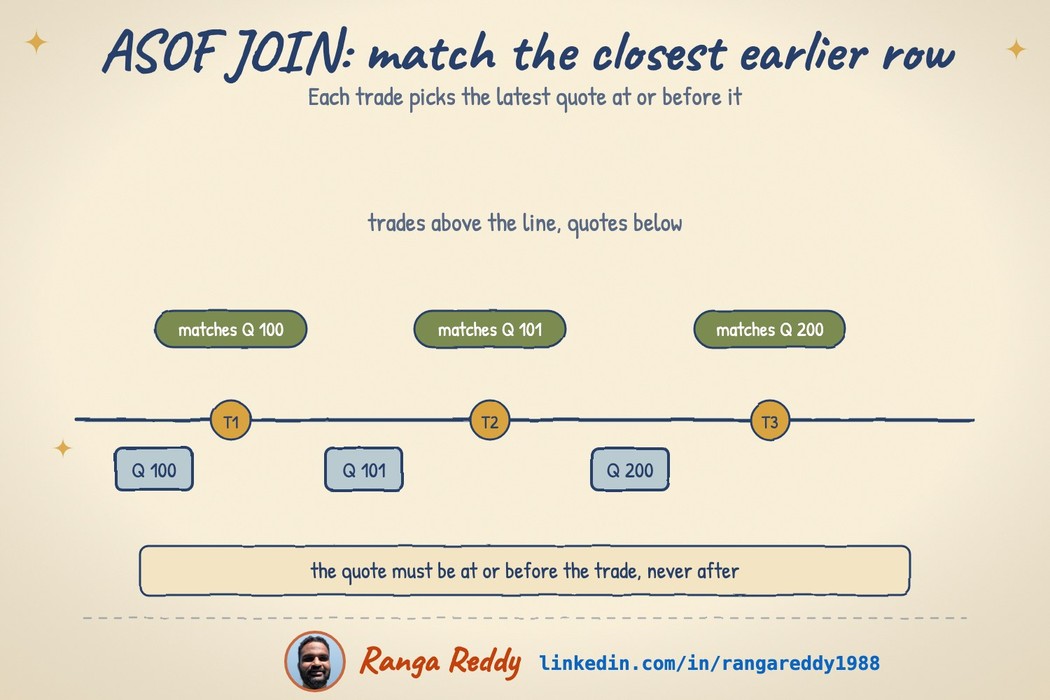 ASOF JOIN: match the closest earlier row
Each trade picks the latest quote at or before it
trades above the line, quotes below
matches Q 100
matches Q 101
matches Q 200
T1
T2
T3
Q 100
Q 101
Q 200
the quote must be at or before the trade, never after
Ranga Reddy linkedin.com/in/rangareddy1988